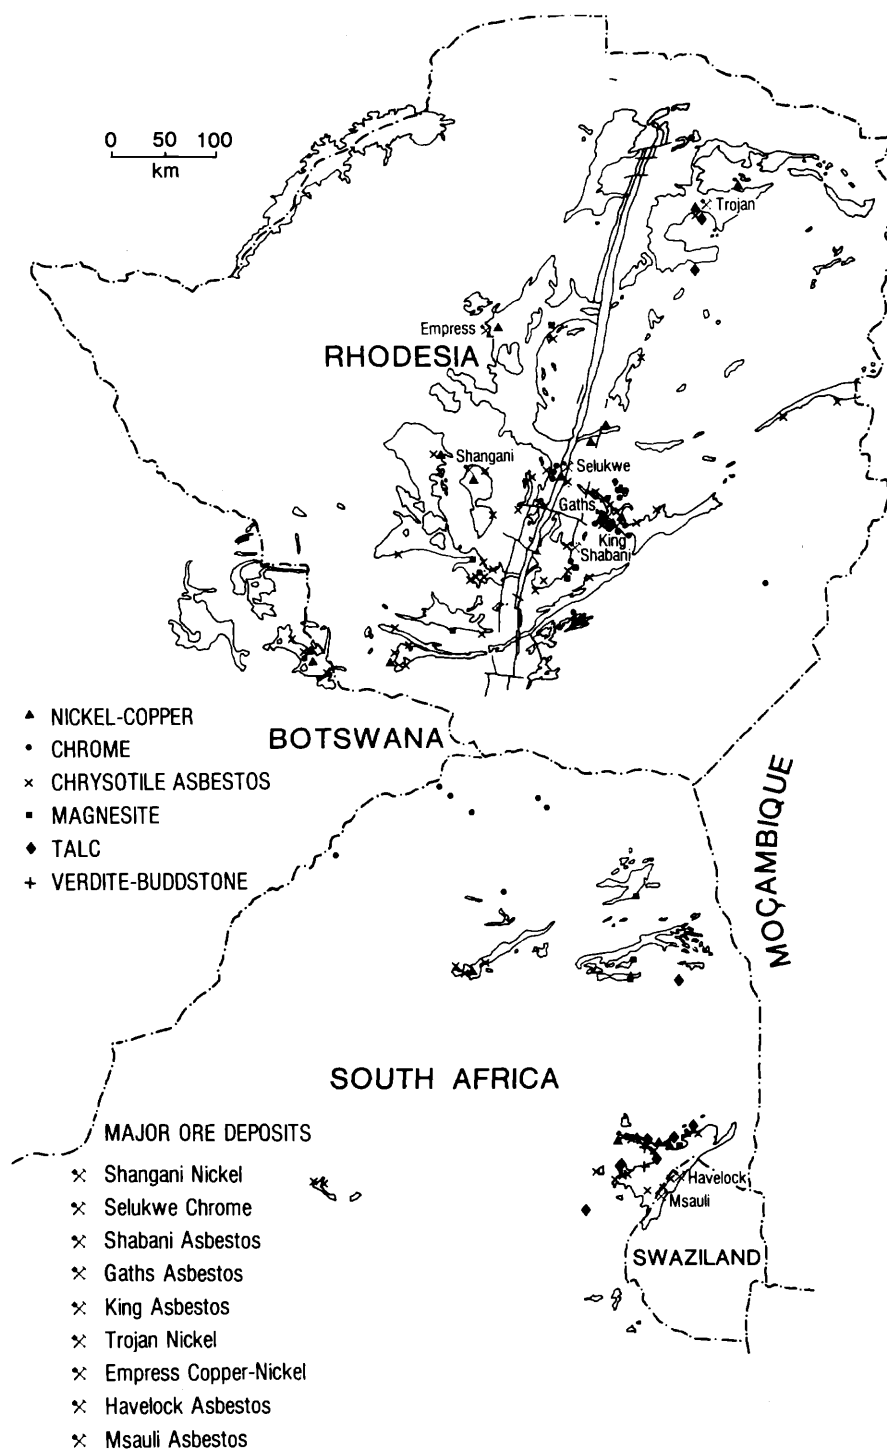 0 50 100
km
Trojan
Empress
RHODESIA
Shangani
Selukwe
Gaths
King
Shabani
▲ NICKEL-COPPER
• CHROME
× CHRYSOTILE ASBESTOS
■ MAGNESITE
◆ TALC
+ VERDITE-BUDDSTONE
BOTSWANA
MOÇAMBIQUE
SOUTH AFRICA
MAJOR ORE DEPOSITS
Shangani Nickel
Selukwe Chrome
Shabani Asbestos
Gaths Asbestos
King Asbestos
Trojan Nickel
Empress Copper-Nickel
Havelock Asbestos
Msauli Asbestos
Havelock
Msauli
SWAZILAND